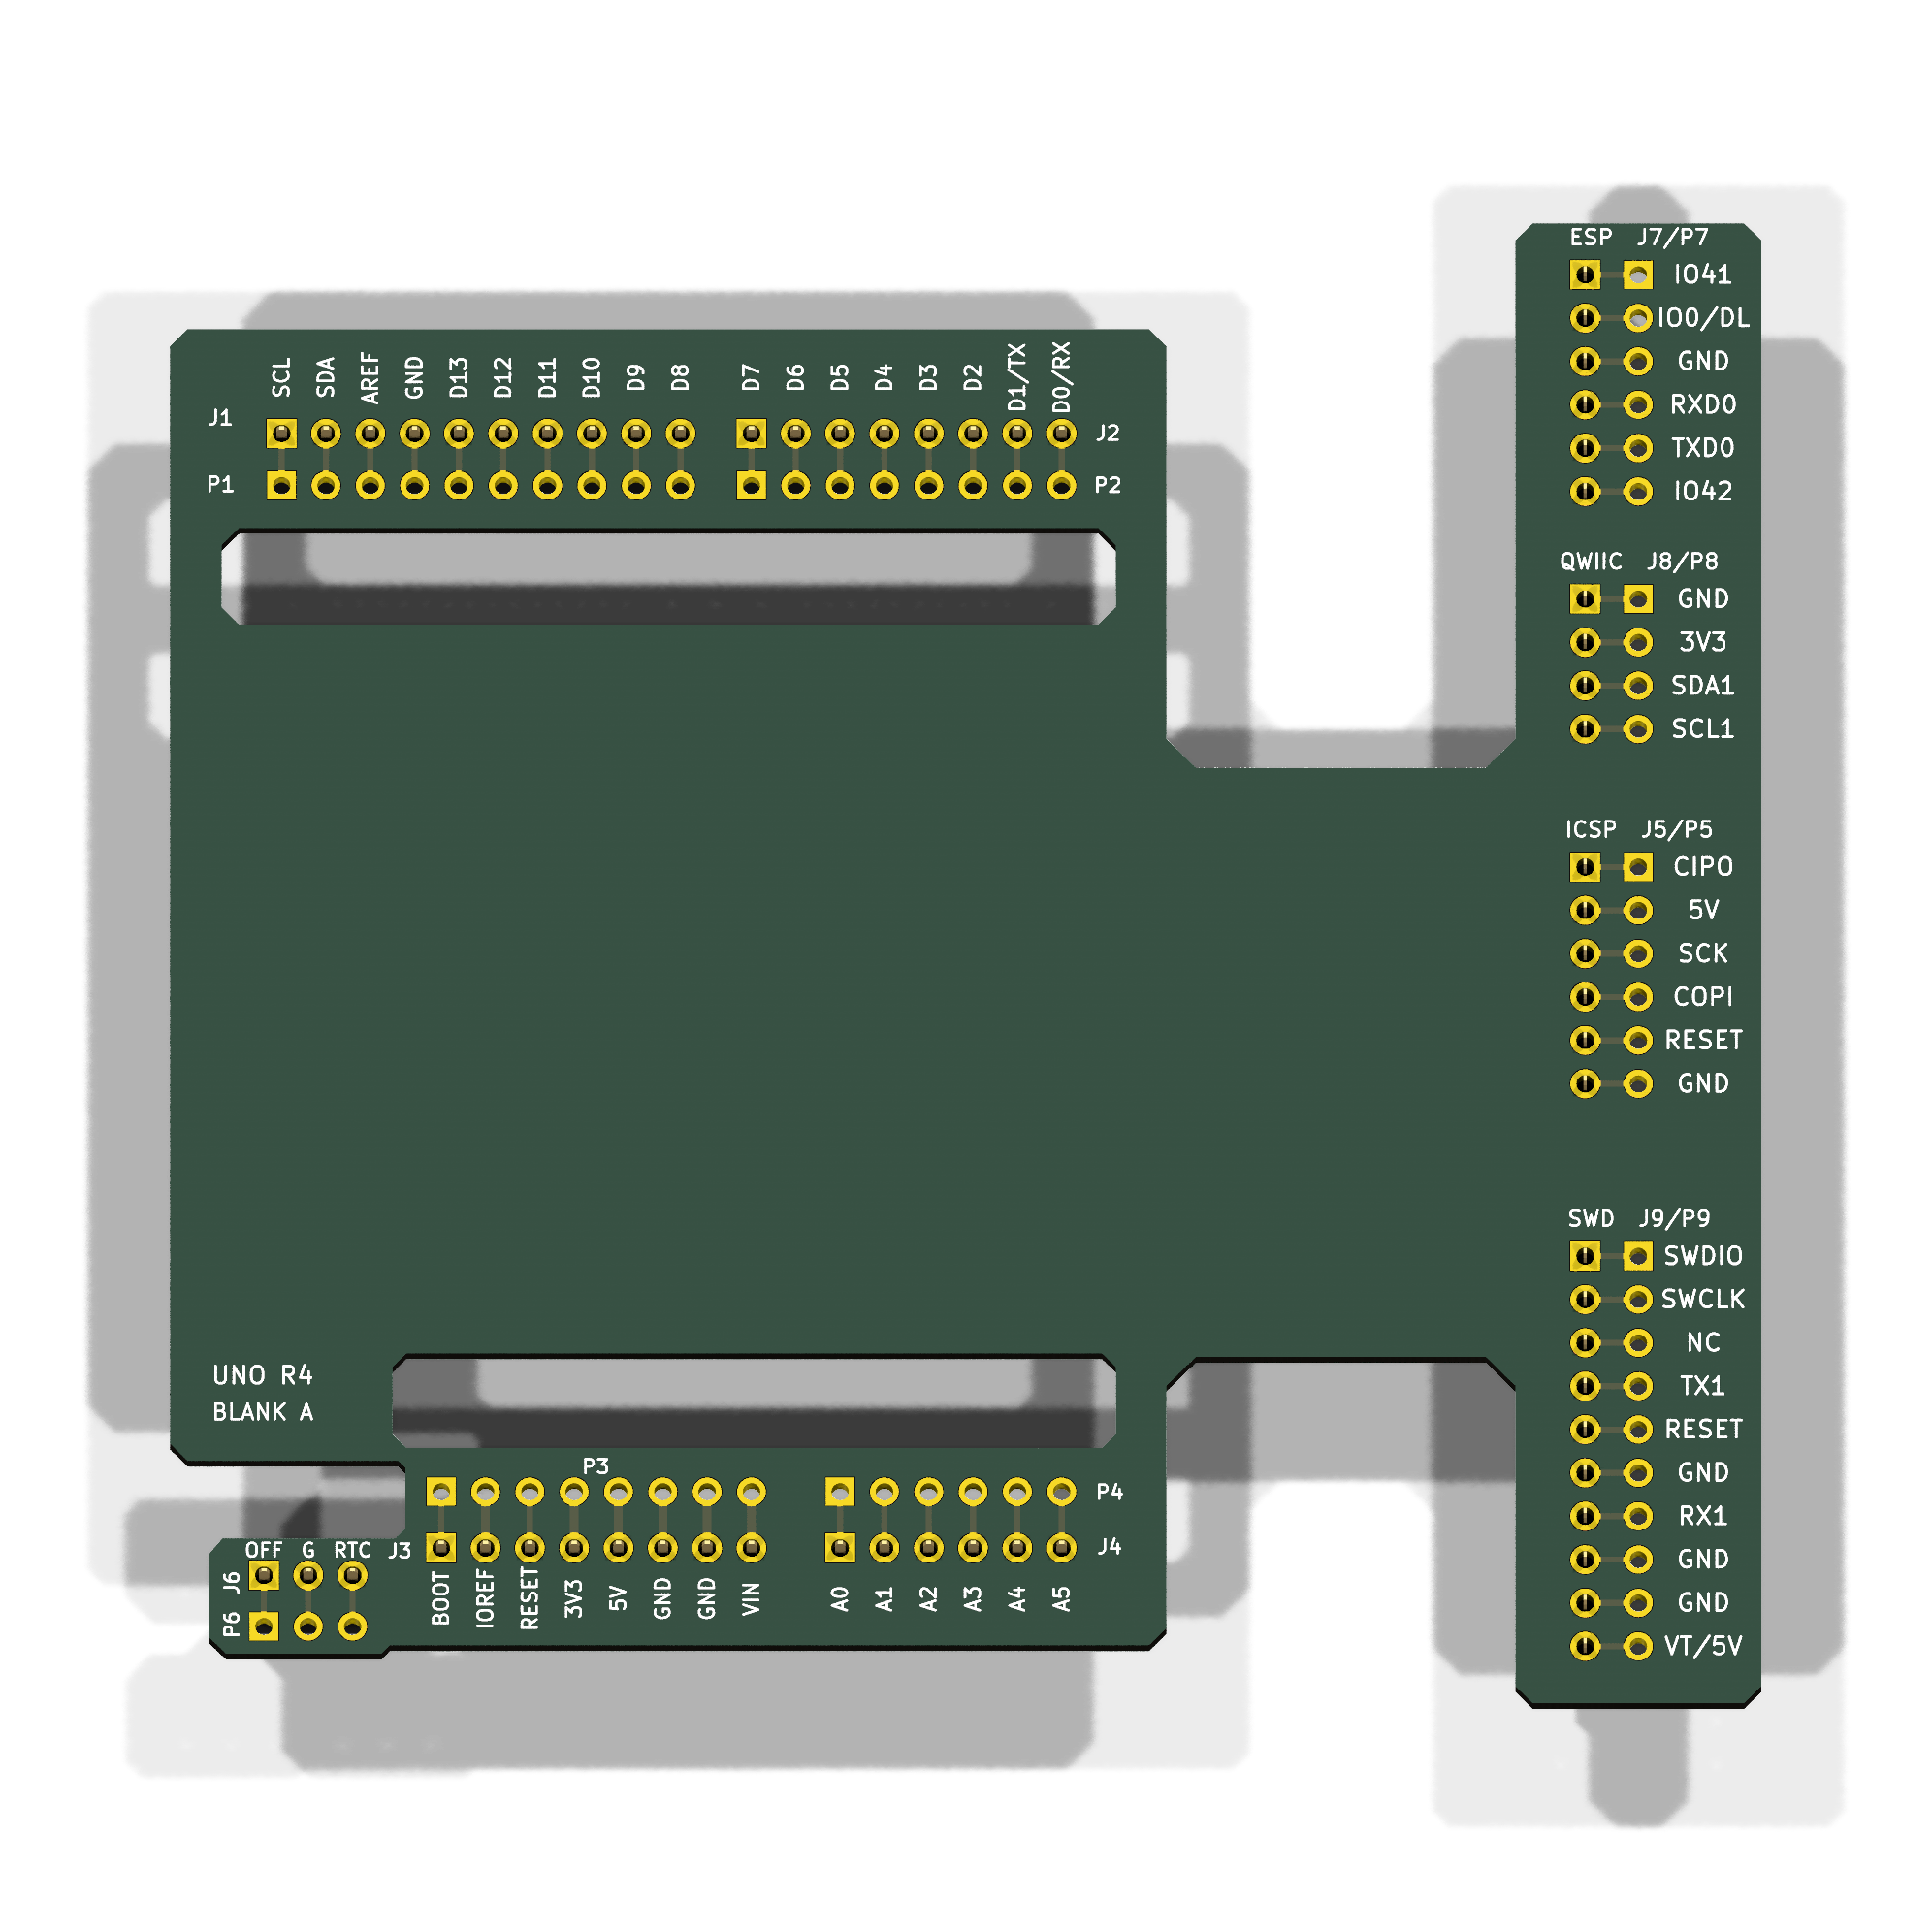 ESP J7/P7
IO41
IO0/DL
GND
RXD0
TXD0
IO42
SCL SDA AREF GND D13 D12 D11 D10 D9 D8 D7 D6 D5 D4 D3 D2 D1/TX D0/RX
J1 J2
P1 P2
QWIIC J8/P8
GND
3V3
SDA1
SCL1
ICSP J5/P5
CIPO
5V
SCK
COPI
RESET
GND
SWD J9/P9
SWDIO
SWCLK
NC
TX1
RESET
GND
RX1
GND
GND
VT/5V
UNO R4
BLANK A
P3
P4
OFF G RTC J3 J4
J6
P6
BOOT IOREF RESET 3V3 5V GND GND VIN A0 A1 A2 A3 A4 A5